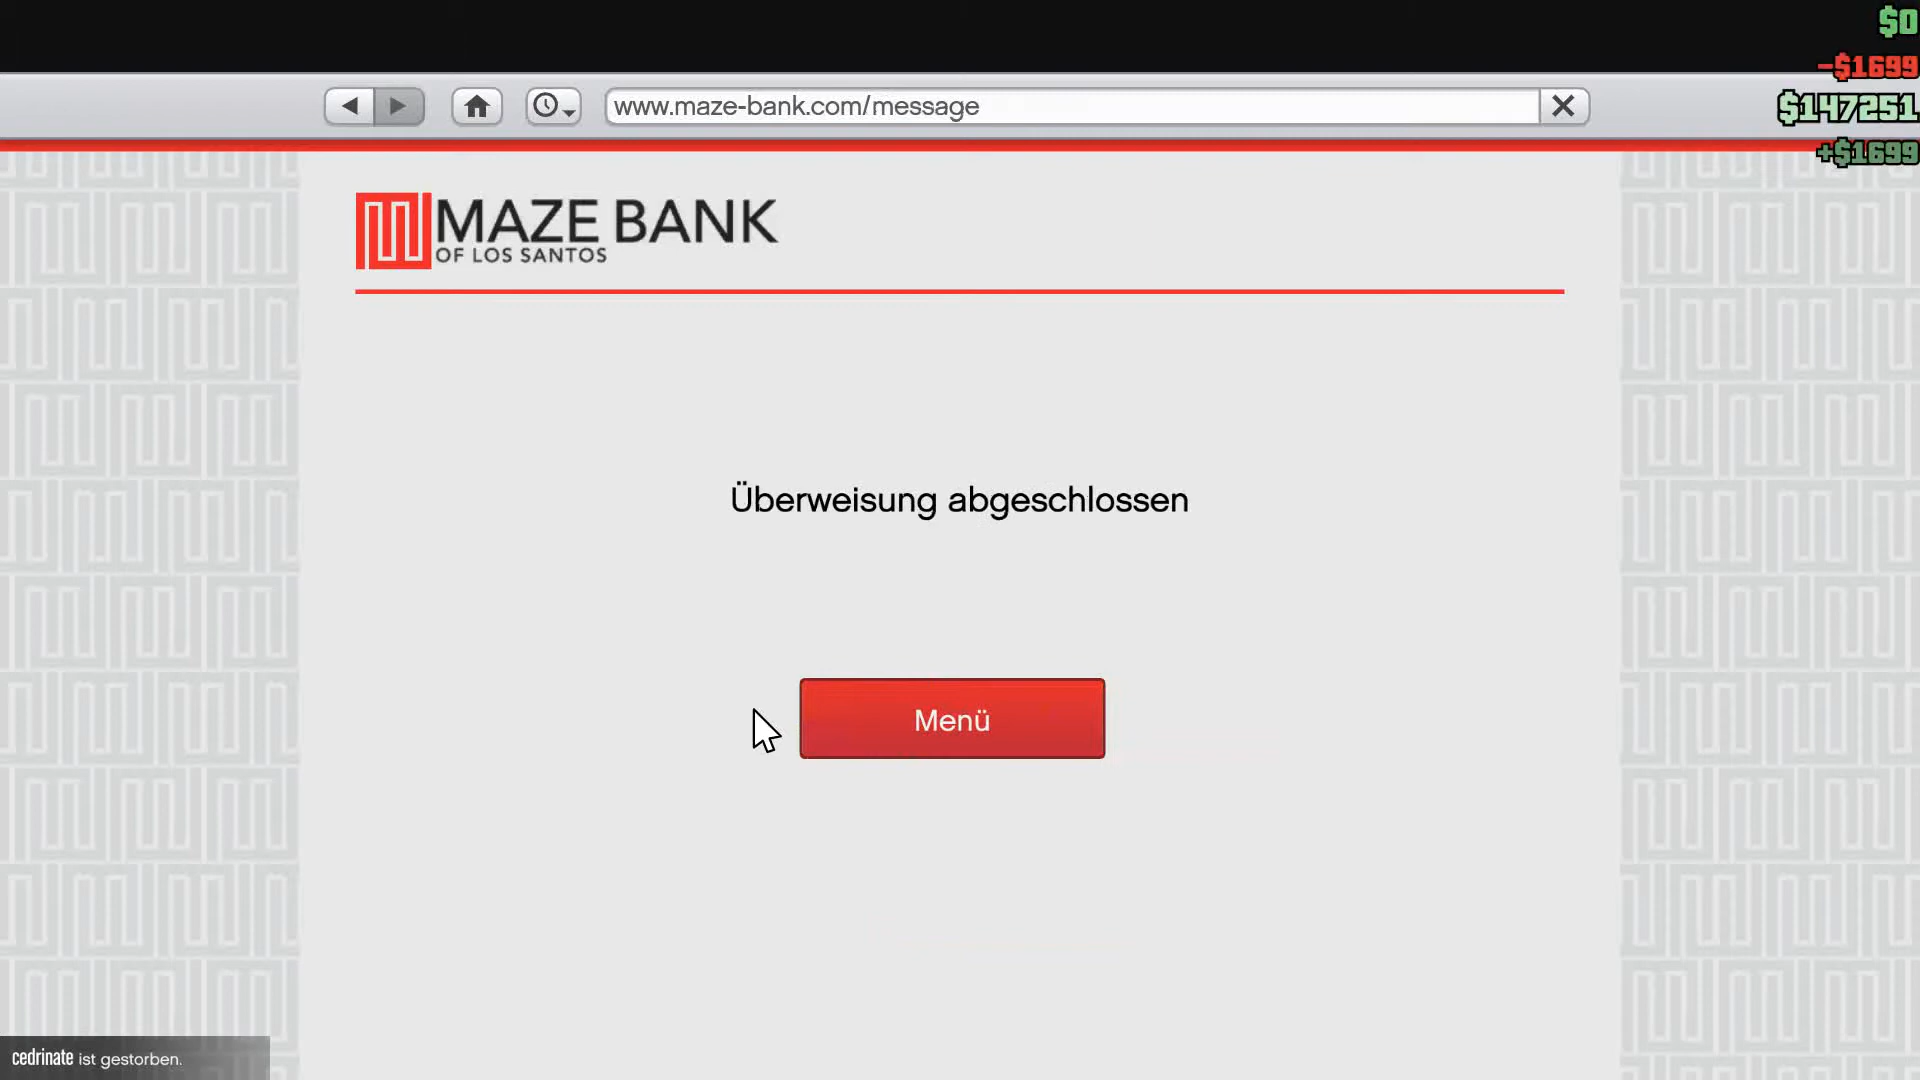 $0
-$1699
www.maze-bank.com/message
$147251
+$1699
MAZE BANK
OF LOS SANTOS
Überweisung abgeschlossen
Menü
cedrinate ist gestorben.